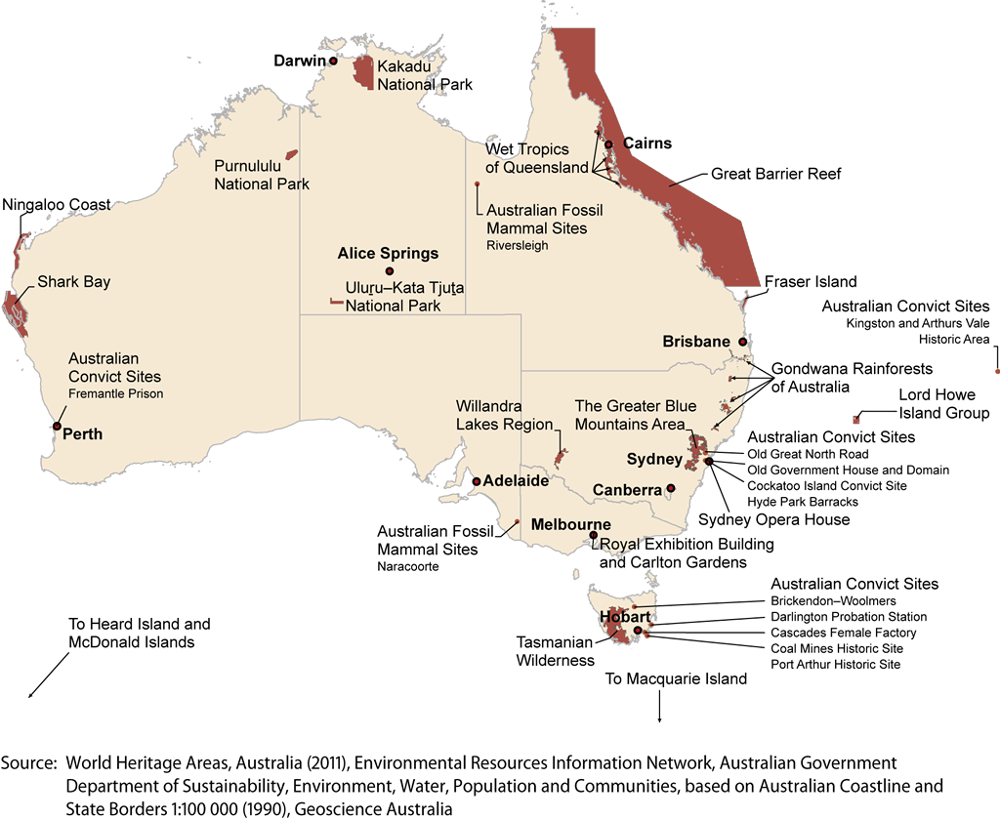 Darwin
Kakadu
National Park
Cairns
Wet Tropics
of Queensland
Purnululu
National Park
Great Barrier Reef
Ningaloo Coast
Australian Fossil
Mammal Sites
Riversleigh
Alice Springs
Shark Bay
Uluṟu–Kata Tjuṯa
National Park
Fraser Island
Australian Convict Sites
Kingston and Arthurs Vale
Historic Area
Brisbane
Australian
Convict Sites
Fremantle Prison
Gondwana Rainforests
of Australia
Perth
Willandra
Lakes Region
The Greater Blue
Mountains Area
Lord Howe
Island Group
Sydney
Australian Convict Sites
Old Great North Road
Old Government House and Domain
Cockatoo Island Convict Site
Hyde Park Barracks
Adelaide
Canberra
Sydney Opera House
Melbourne
Australian Fossil
Mammal Sites
Naracoorte
Royal Exhibition Building
and Carlton Gardens
Australian Convict Sites
Brickendon–Woolmers
Darlington Probation Station
Cascades Female Factory
Coal Mines Historic Site
Port Arthur Historic Site
Hobart
Tasmanian
Wilderness
To Heard Island and
McDonald Islands
To Macquarie Island
Source: World Heritage Areas, Australia (2011), Environmental Resources Information Network, Australian Government
Department of Sustainability, Environment, Water, Population and Communities, based on Australian Coastline and
State Borders 1:100 000 (1990), Geoscience Australia